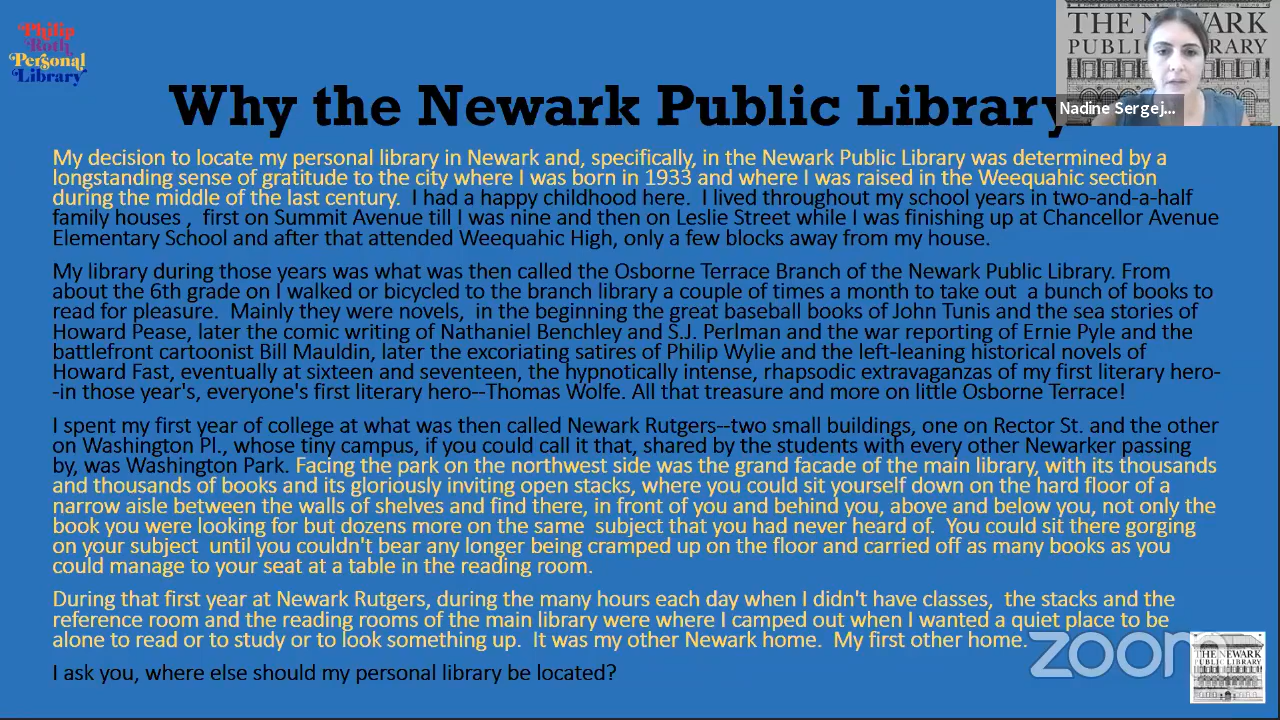 Philip
Roth
Personal
Library
THE NEWARK
PUBLIC LIBRARY
Nadine Sergej...
Why the Newark Public Library
My decision to locate my personal library in Newark and, specifically, in the Newark Public Library was determined by a
longstanding sense of gratitude to the city where I was born in 1933 and where I was raised in the Weequahic section
during the middle of the last century.  I had a happy childhood here.  I lived throughout my school years in two-and-a-half
family houses ,  first on Summit Avenue till I was nine and then on Leslie Street while I was finishing up at Chancellor Avenue
Elementary School and after that attended Weequahic High, only a few blocks away from my house.
My library during those years was what was then called the Osborne Terrace Branch of the Newark Public Library. From
about the 6th grade on I walked or bicycled to the branch library a couple of times a month to take out  a bunch of books to
read for pleasure.  Mainly they were novels,  in the beginning the great baseball books of John Tunis and the sea stories of
Howard Pease, later the comic writing of Nathaniel Benchley and S.J. Perlman and the war reporting of Ernie Pyle and the
battlefront cartoonist Bill Mauldin, later the excoriating satires of Philip Wylie and the left-leaning historical novels of
Howard Fast, eventually at sixteen and seventeen, the hypnotically intense, rhapsodic extravaganzas of my first literary hero-
-in those year's, everyone's first literary hero--Thomas Wolfe. All that treasure and more on little Osborne Terrace!
I spent my first year of college at what was then called Newark Rutgers--two small buildings, one on Rector St. and the other
on Washington Pl., whose tiny campus, if you could call it that, shared by the students with every other Newarker passing
by, was Washington Park. Facing the park on the northwest side was the grand facade of the main library, with its thousands
and thousands of books and its gloriously inviting open stacks, where you could sit yourself down on the hard floor of a
narrow aisle between the walls of shelves and find there, in front of you and behind you, above and below you, not only the
book you were looking for but dozens more on the same  subject that you had never heard of.  You could sit there gorging
on your subject  until you couldn't bear any longer being cramped up on the floor and carried off as many books as you
could manage to your seat at a table in the reading room.
During that first year at Newark Rutgers, during the many hours each day when I didn't have classes,  the stacks and the
reference room and the reading rooms of the main library were where I camped out when I wanted a quiet place to be
alone to read or to study or to look something up.  It was my other Newark home.  My first other home.
I ask you, where else should my personal library be located?
zoom
THE NEWARK
PUBLIC LIBRARY